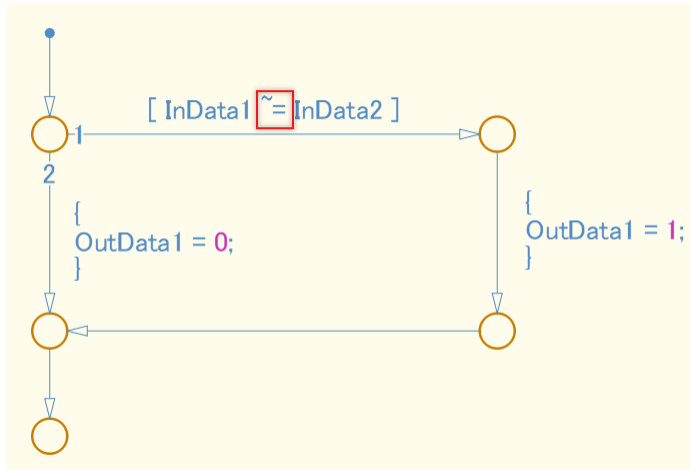 [ InData1 ~= InData2 ]
1
2
{
OutData1 = 0;
}
{
OutData1 = 1;
}